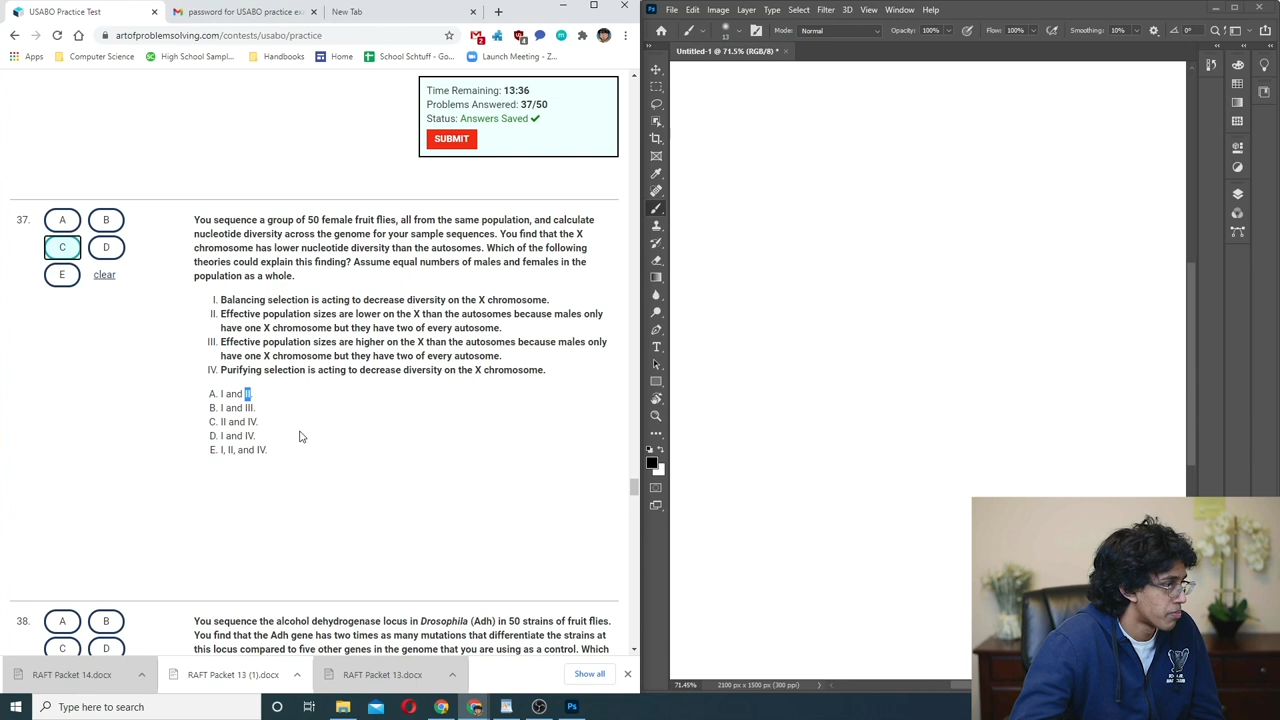 USABO Practice Test
password for USABO practice ex
New Tab
artofproblemsolving.com/contests/usabo/practice
Apps
Computer Science
High School Sampl...
Handbooks
Home
School Schtuff - Go...
Launch Meeting - Z...
Time Remaining: 13:36
Problems Answered: 37/50
Status: Answers Saved
SUBMIT
37.
A
B
C
D
E
clear
You sequence a group of 50 female fruit flies, all from the same population, and calculate
nucleotide diversity across the genome for your sample sequences. You find that the X
chromosome has lower nucleotide diversity than the autosomes. Which of the following
theories could explain this finding? Assume equal numbers of males and females in the
population as a whole.
I. Balancing selection is acting to decrease diversity on the X chromosome.
II. Effective population sizes are lower on the X than the autosomes because males only
have one X chromosome but they have two of every autosome.
III. Effective population sizes are higher on the X than the autosomes because males only
have one X chromosome but they have two of every autosome.
IV. Purifying selection is acting to decrease diversity on the X chromosome.
A. I and II.
B. I and III.
C. II and IV.
D. I and IV.
E. I, II, and IV.
38.
A
B
C
D
You sequence the alcohol dehydrogenase locus in Drosophila (Adh) in 50 strains of fruit flies.
You find that the Adh gene has two times as many mutations that differentiate the strains at
this locus compared to five other genes in the genome that you are using as a control. Which
RAFT Packet 14.docx
RAFT Packet 13 (1).docx
RAFT Packet 13.docx
Show all
Type here to search
Ps
File Edit Image Layer Type Select Filter 3D View Window Help
13
Mode: Normal
Opacity: 100%
Flow: 100%
Smoothing: 10%
0°
Untitled-1 @ 71.5% (RGB/8) *
71.45%
2100 px x 1500 px (300 ppi)